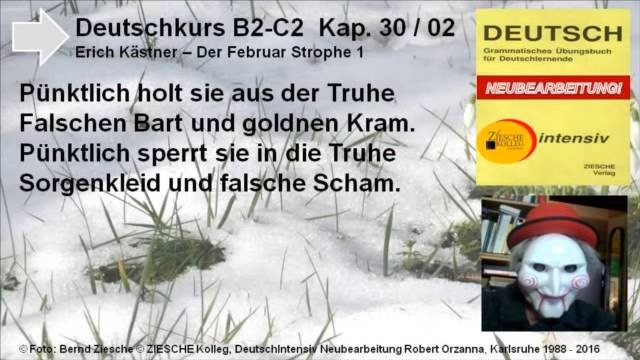 Deutschkurs B2-C2 Kap. 30 / 02
Erich Kästner – Der Februar Strophe 1
Pünktlich holt sie aus der Truhe
Falschen Bart und goldnen Kram.
Pünktlich sperrt sie in die Truhe
Sorgenkleid und falsche Scham.
DEUTSCH
Grammatisches Übungsbuch
für Deutschlernende
NEUBEARBEITUNG!
ZIESCHE
KOLLEG
intensiv
ZIESCHE
Verlag
© Foto: Bernd Ziesche © ZIESCHE Kolleg, DeutschIntensiv Neubearbeitung Robert Orzanna, Karlsruhe 1988 - 2016